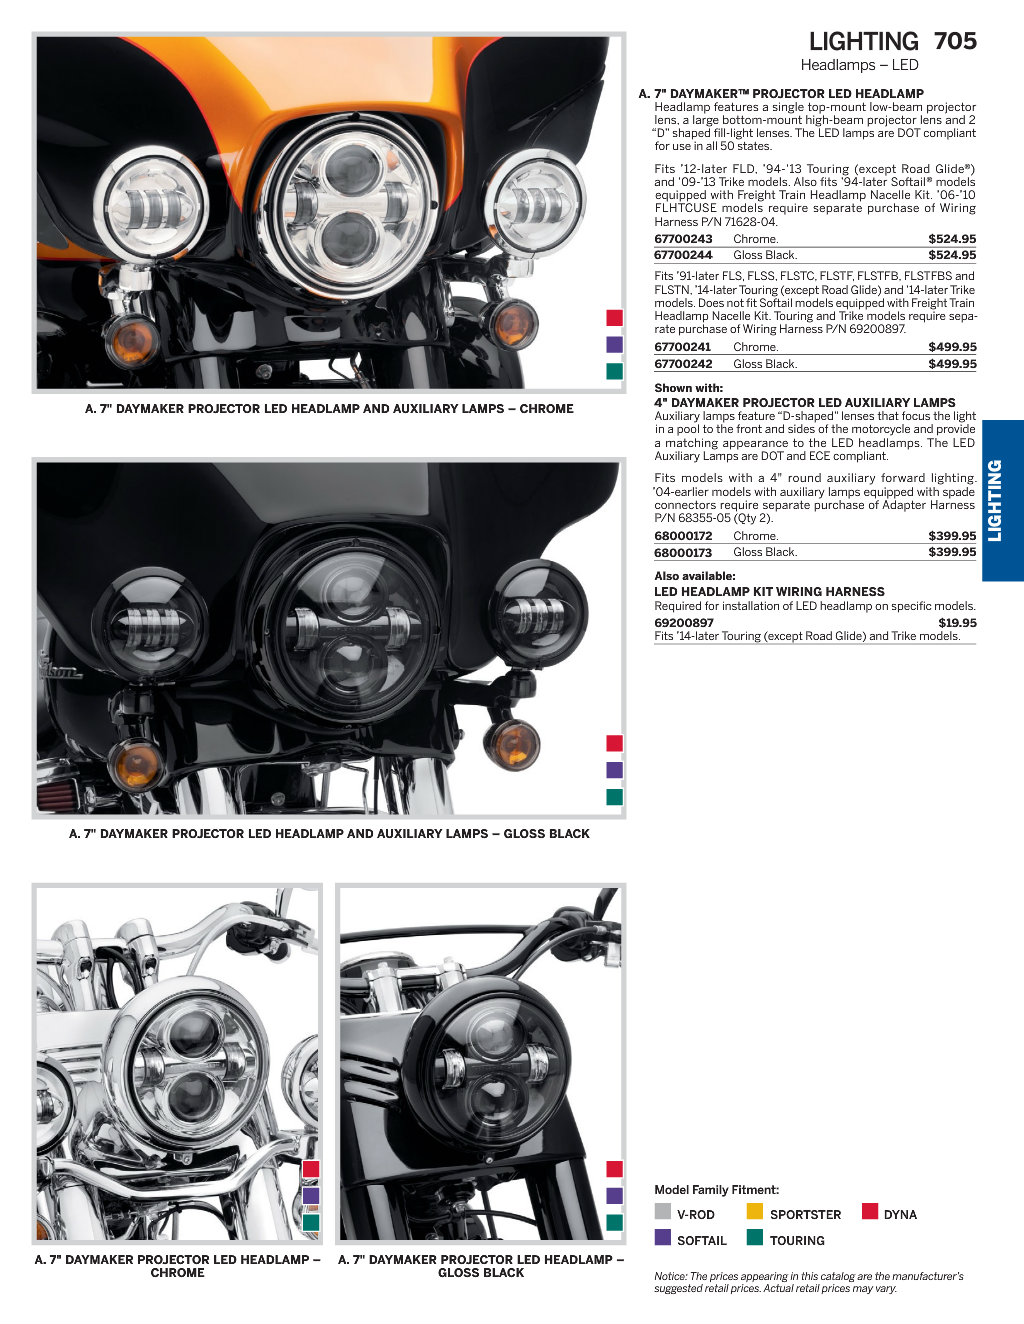 LIGHTING 705
Headlamps – LED
A. 7" DAYMAKER™ PROJECTOR LED HEADLAMP
Headlamp features a single top-mount low-beam projector
lens, a large bottom-mount high-beam projector lens and 2
“D” shaped fill-light lenses. The LED lamps are DOT compliant
for use in all 50 states.
Fits ’12-later FLD, ’94-’13 Touring (except Road Glide®)
and ’09-’13 Trike models. Also fits ’94-later Softail® models
equipped with Freight Train Headlamp Nacelle Kit. ’06-’10
FLHTCUSE models require separate purchase of Wiring
Harness P/N 71628-04.
67700243 Chrome. $524.95
67700244 Gloss Black. $524.95
Fits ’91-later FLS, FLSS, FLSTC, FLSTF, FLSTFB, FLSTFBS and
FLSTN, ’14-later Touring (except Road Glide) and ’14-later Trike
models. Does not fit Softail models equipped with Freight Train
Headlamp Nacelle Kit. Touring and Trike models require sepa-
rate purchase of Wiring Harness P/N 69200897.
67700241 Chrome. $499.95
67700242 Gloss Black. $499.95
Shown with:
4" DAYMAKER PROJECTOR LED AUXILIARY LAMPS
Auxiliary lamps feature “D-shaped” lenses that focus the light
in a pool to the front and sides of the motorcycle and provide
a matching appearance to the LED headlamps. The LED
Auxiliary Lamps are DOT and ECE compliant.
Fits models with a 4" round auxiliary forward lighting.
’04-earlier models with auxiliary lamps equipped with spade
connectors require separate purchase of Adapter Harness
P/N 68355-05 (Qty 2).
68000172 Chrome. $399.95
68000173 Gloss Black. $399.95
Also available:
LED HEADLAMP KIT WIRING HARNESS
Required for installation of LED headlamp on specific models.
69200897 $19.95
Fits ’14-later Touring (except Road Glide) and Trike models.
LIGHTING
A. 7" DAYMAKER PROJECTOR LED HEADLAMP AND AUXILIARY LAMPS – CHROME
A. 7" DAYMAKER PROJECTOR LED HEADLAMP AND AUXILIARY LAMPS – GLOSS BLACK
A. 7" DAYMAKER PROJECTOR LED HEADLAMP –
CHROME
A. 7" DAYMAKER PROJECTOR LED HEADLAMP –
GLOSS BLACK
Model Family Fitment:
V-ROD SPORTSTER DYNA
SOFTAIL TOURING
Notice: The prices appearing in this catalog are the manufacturer’s
suggested retail prices. Actual retail prices may vary.